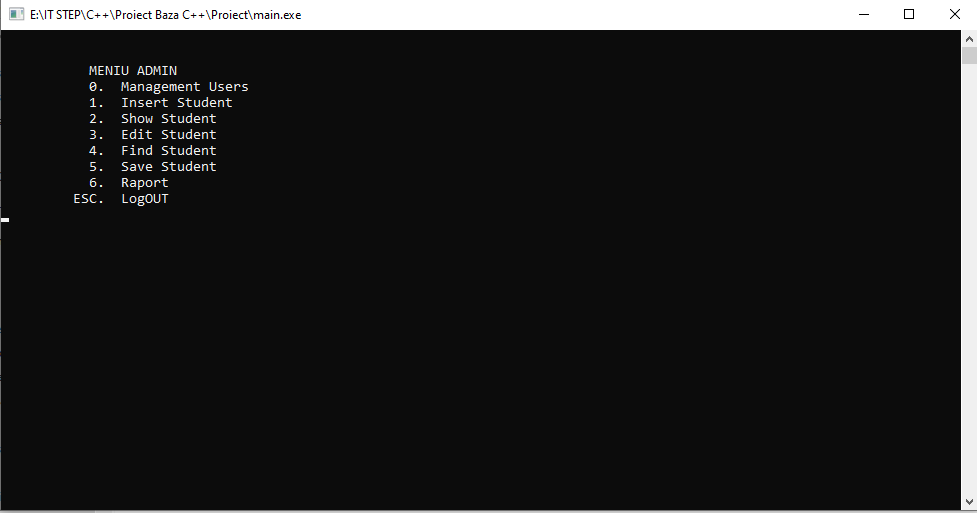 E:\IT STEP\C++\Proiect Baza C++\Proiect\main.exe
MENIU ADMIN
0. Management Users
1. Insert Student
2. Show Student
3. Edit Student
4. Find Student
5. Save Student
6. Raport
ESC. LogOUT